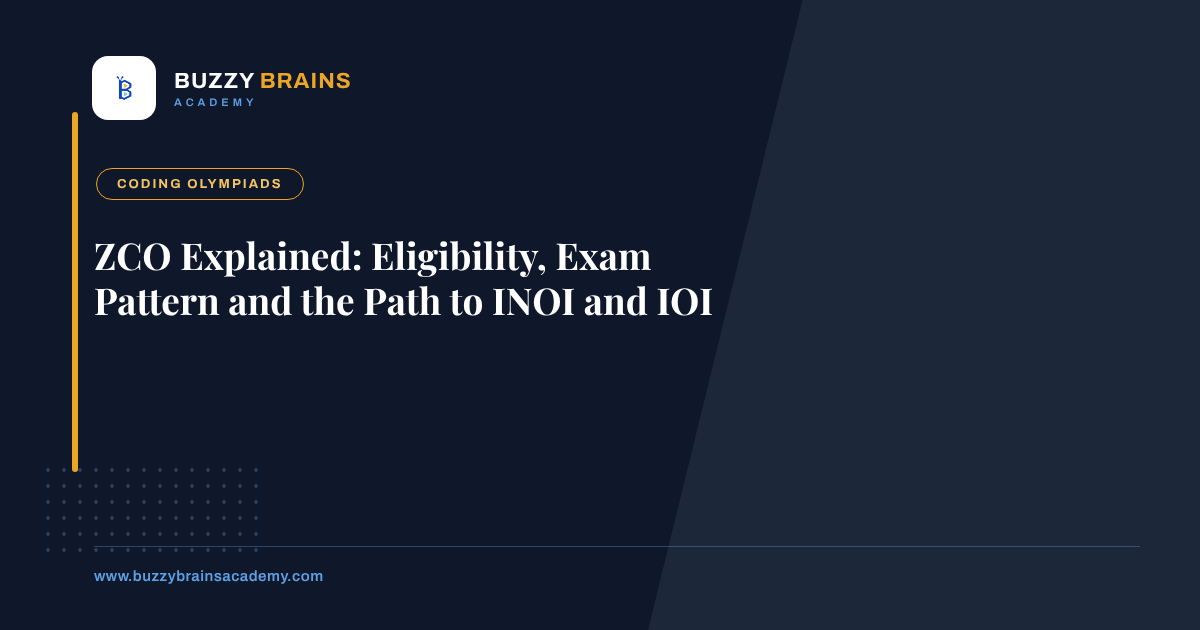 BUZZY BRAINS
ACADEMY
CODING OLYMPIADS
ZCO Explained: Eligibility, Exam
Pattern and the Path to INOI and IOI
www.buzzybrainsacademy.com